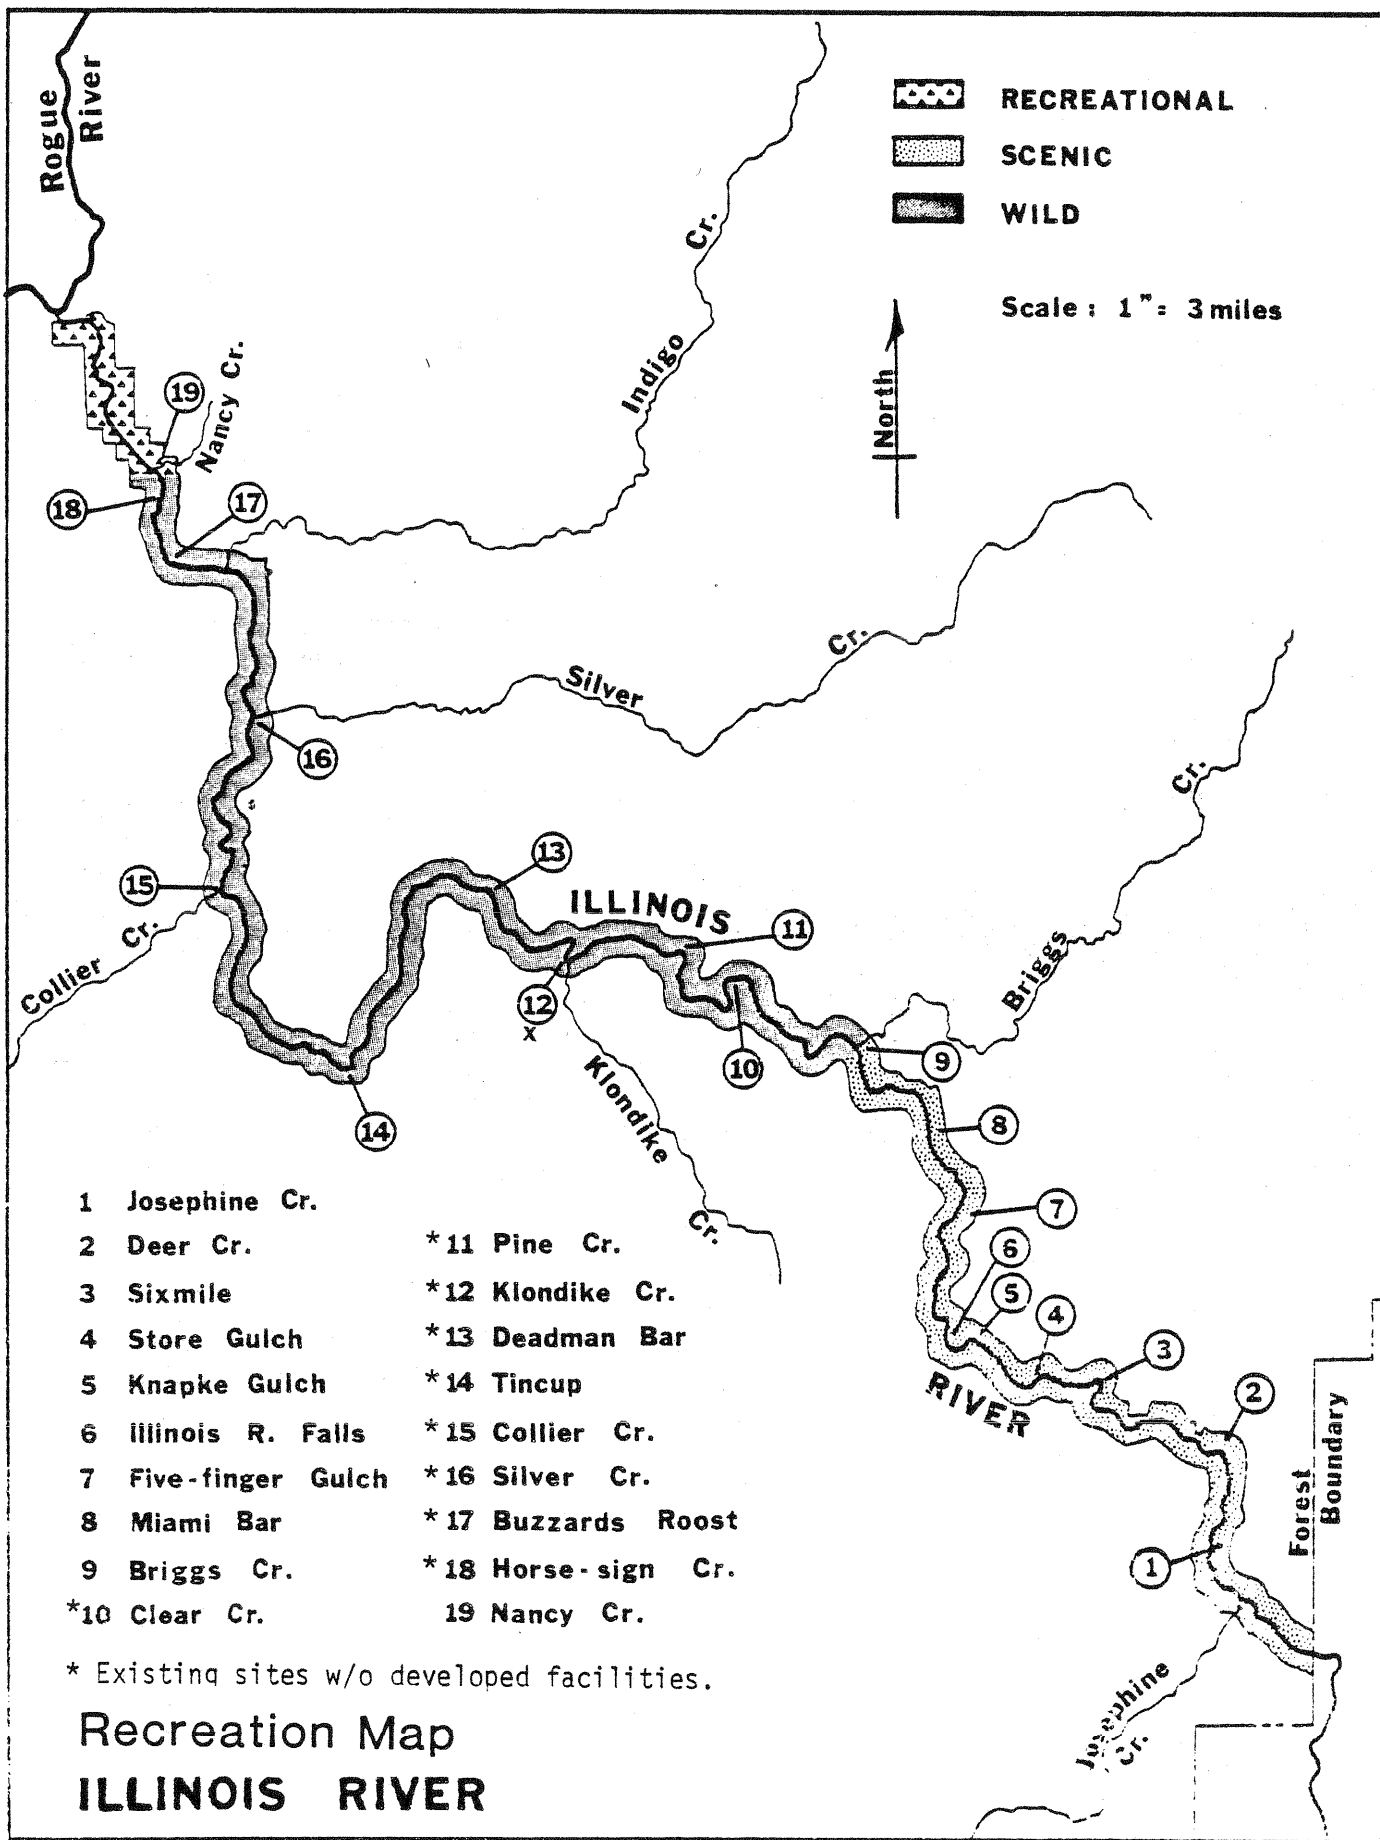 Rogue River
RECREATIONAL
SCENIC
WILD
Scale : 1"= 3 miles
North
Indigo Cr.
Nancy Cr.
19
18
17
Silver Cr.
16
Briggs Cr.
15
Collier Cr.
13
ILLINOIS
11
12
x
10
9
14
Klondike Cr.
8
7
6
5
4
3
RIVER
2
Forest Boundary
1
Josephine Cr.
1 Josephine Cr.
2 Deer Cr.
3 Sixmile
4 Store Gulch
5 Knapke Gulch
6 Illinois R. Falls
7 Five-finger Gulch
8 Miami Bar
9 Briggs Cr.
*10 Clear Cr.
*11 Pine Cr.
*12 Klondike Cr.
*13 Deadman Bar
*14 Tincup
*15 Collier Cr.
*16 Silver Cr.
*17 Buzzards Roost
*18 Horse-sign Cr.
19 Nancy Cr.
* Existing sites w/o developed facilities.
Recreation Map
ILLINOIS RIVER